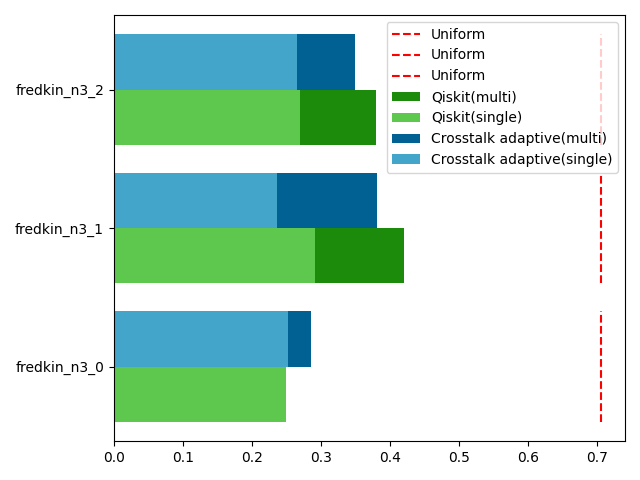 Uniform
Uniform
Uniform
Qiskit(multi)
Qiskit(single)
Crosstalk adaptive(multi)
Crosstalk adaptive(single)
fredkin_n3_2
fredkin_n3_1
fredkin_n3_0
0.0 0.1 0.2 0.3 0.4 0.5 0.6 0.7